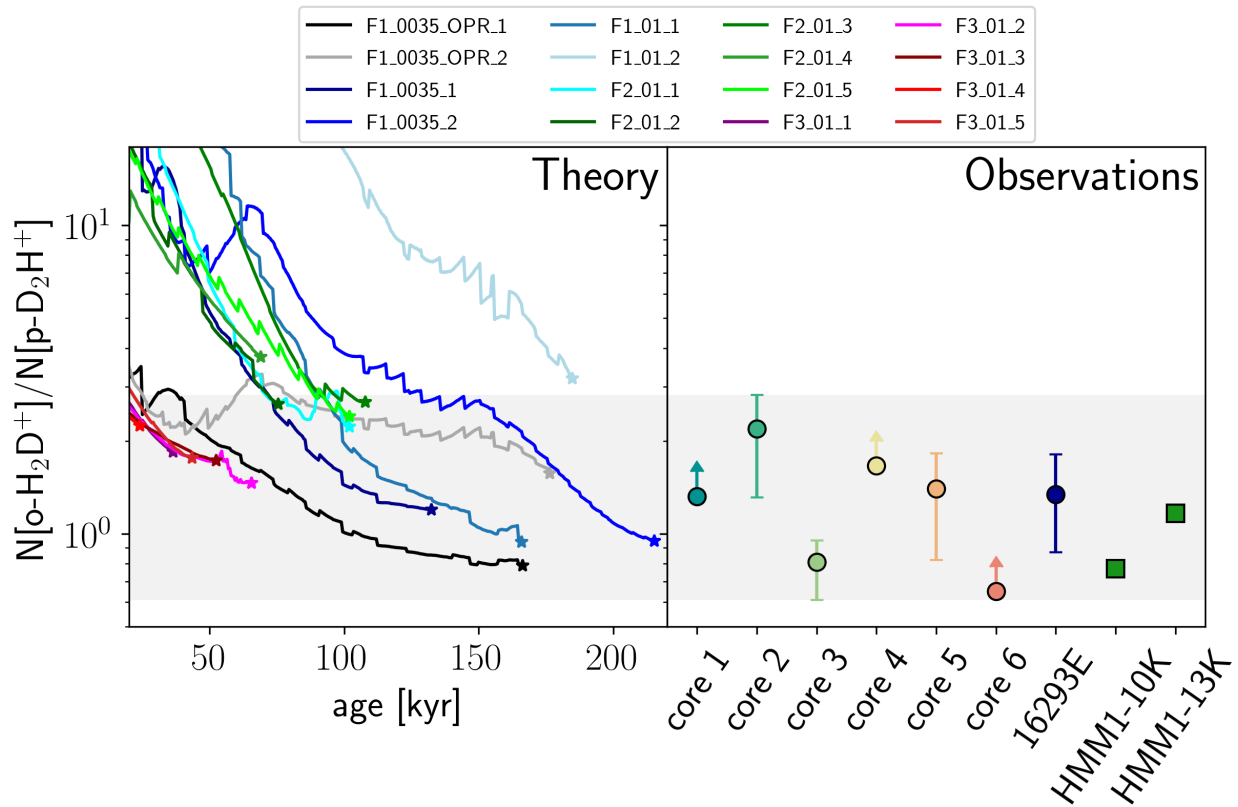 F1_0035_OPR_1
F1_0035_OPR_2
F1_0035_1
F1_0035_2
F1_01_1
F1_01_2
F2_01_1
F2_01_2
F2_01_3
F2_01_4
F2_01_5
F3_01_1
F3_01_2
F3_01_3
F3_01_4
F3_01_5
Theory
Observations
N[o-H₂D⁺]/N[p-D₂H⁺]
10¹
10⁰
50
100
150
200
age [kyr]
core 1
core 2
core 3
core 4
core 5
core 6
16293E
HMM1-10K
HMM1-13K